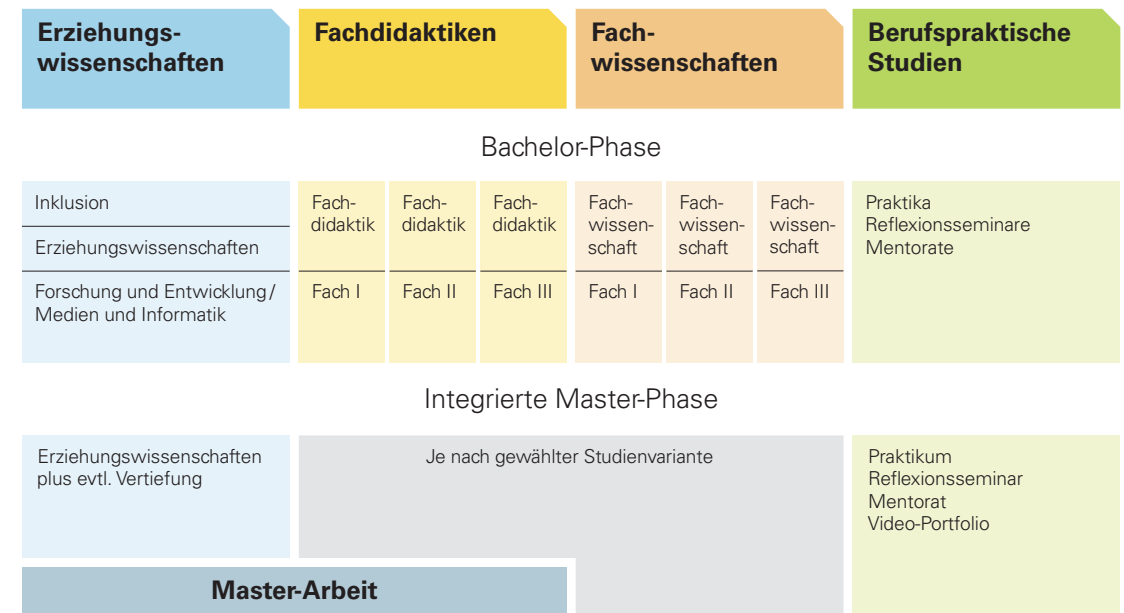 Erziehungs-
wissenschaften
Fachdidaktiken
Fach-
wissenschaften
Berufspraktische
Studien
Bachelor-Phase
Inklusion
Erziehungswissenschaften
Forschung und Entwicklung/
Medien und Informatik
Fach-
didaktik
Fach I
Fach-
didaktik
Fach II
Fach-
didaktik
Fach III
Fach-
wissen-
schaft
Fach I
Fach-
wissen-
schaft
Fach II
Fach-
wissen-
schaft
Fach III
Praktika
Reflexionsseminare
Mentorate
Integrierte Master-Phase
Erziehungswissenschaften
plus evtl. Vertiefung
Je nach gewählter Studienvariante
Praktikum
Reflexionsseminar
Mentorat
Video-Portfolio
Master-Arbeit